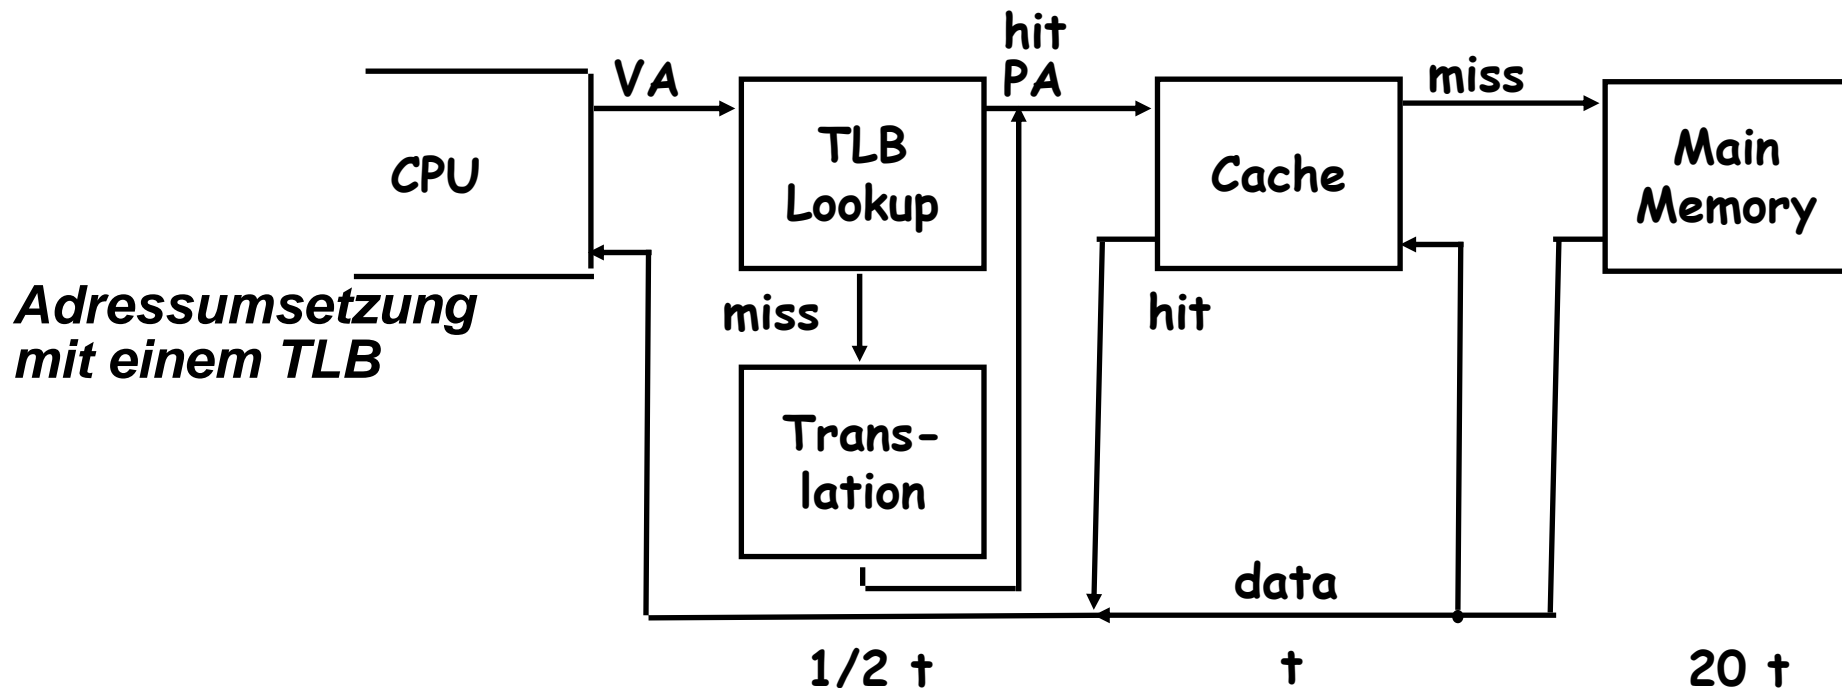 hit
VA
PA
miss
CPU
TLB
Lookup
Cache
Main
Memory
Adressumsetzung
mit einem TLB
miss
hit
Trans-
lation
data
1/2 t
t
20 t